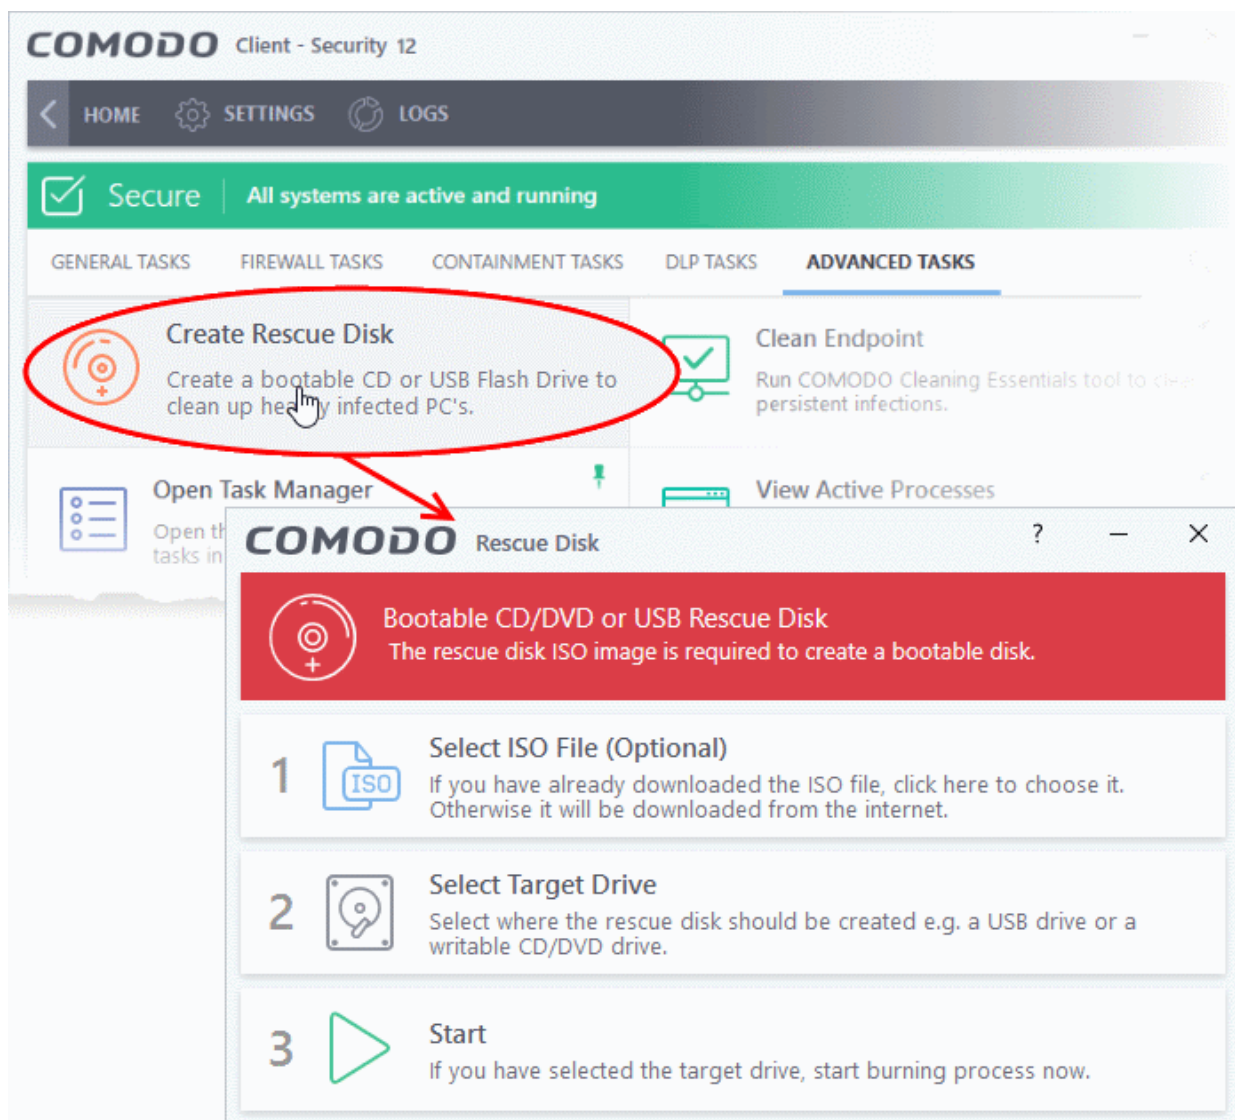 COMODO Client - Security 12
HOME SETTINGS LOGS
Secure All systems are active and running
GENERAL TASKS FIREWALL TASKS CONTAINMENT TASKS DLP TASKS ADVANCED TASKS
Create Rescue Disk
Create a bootable CD or USB Flash Drive to
clean up heavily infected PC's.
Clean Endpoint
Run COMODO Cleaning Essentials tool to
persistent infections.
Open Task Manager
Open
tasks in
View Active Processes
COMODO Rescue Disk ?
Bootable CD/DVD or USB Rescue Disk
The rescue disk ISO image is required to create a bootable disk.
1
ISO
Select ISO File (Optional)
If you have already downloaded the ISO file, click here to choose it.
Otherwise it will be downloaded from the internet.
2
Select Target Drive
Select where the rescue disk should be created e.g. a USB drive or a
writable CD/DVD drive.
3
Start
If you have selected the target drive, start burning process now.